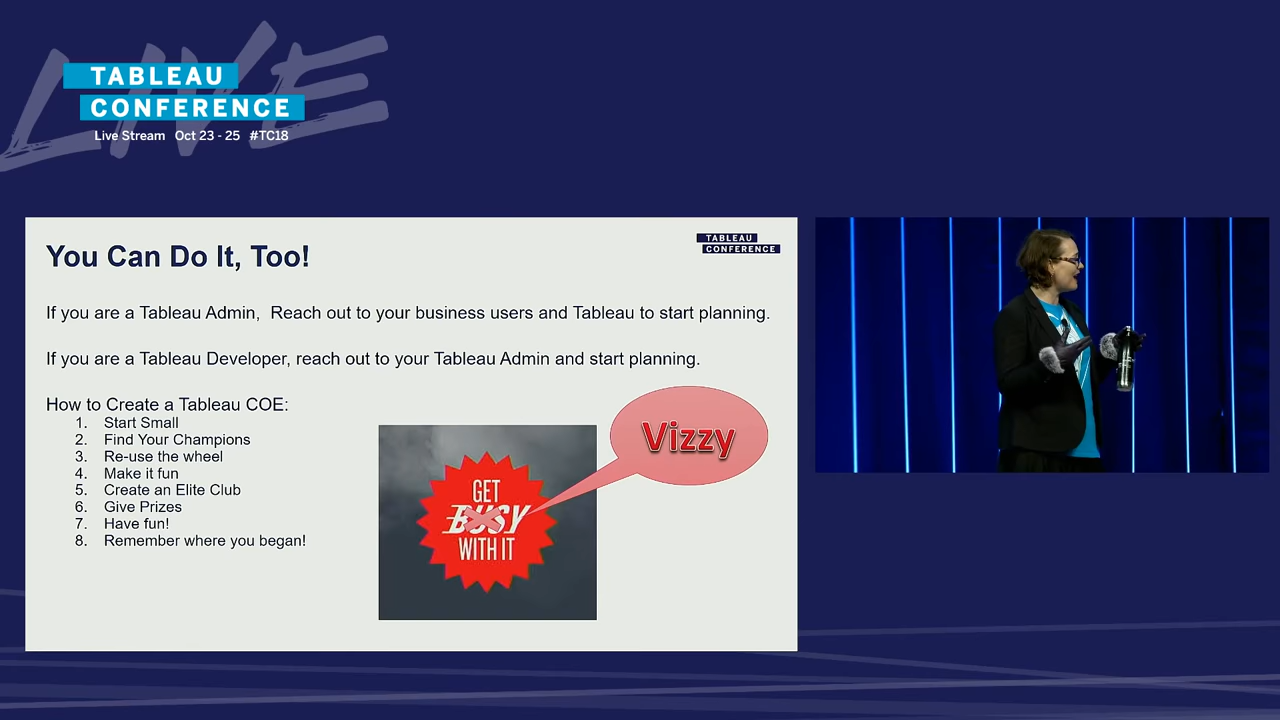 LIVE
TABLEAU
CONFERENCE
Live Stream Oct 23 - 25 #TC18
TABLEAU
CONFERENCE
You Can Do It, Too!
If you are a Tableau Admin, Reach out to your business users and Tableau to start planning.
If you are a Tableau Developer, reach out to your Tableau Admin and start planning.
How to Create a Tableau COE:
1. Start Small
2. Find Your Champions
3. Re-use the wheel
4. Make it fun
5. Create an Elite Club
6. Give Prizes
7. Have fun!
8. Remember where you began!
Vizzy
GET
BUSY
WITH IT